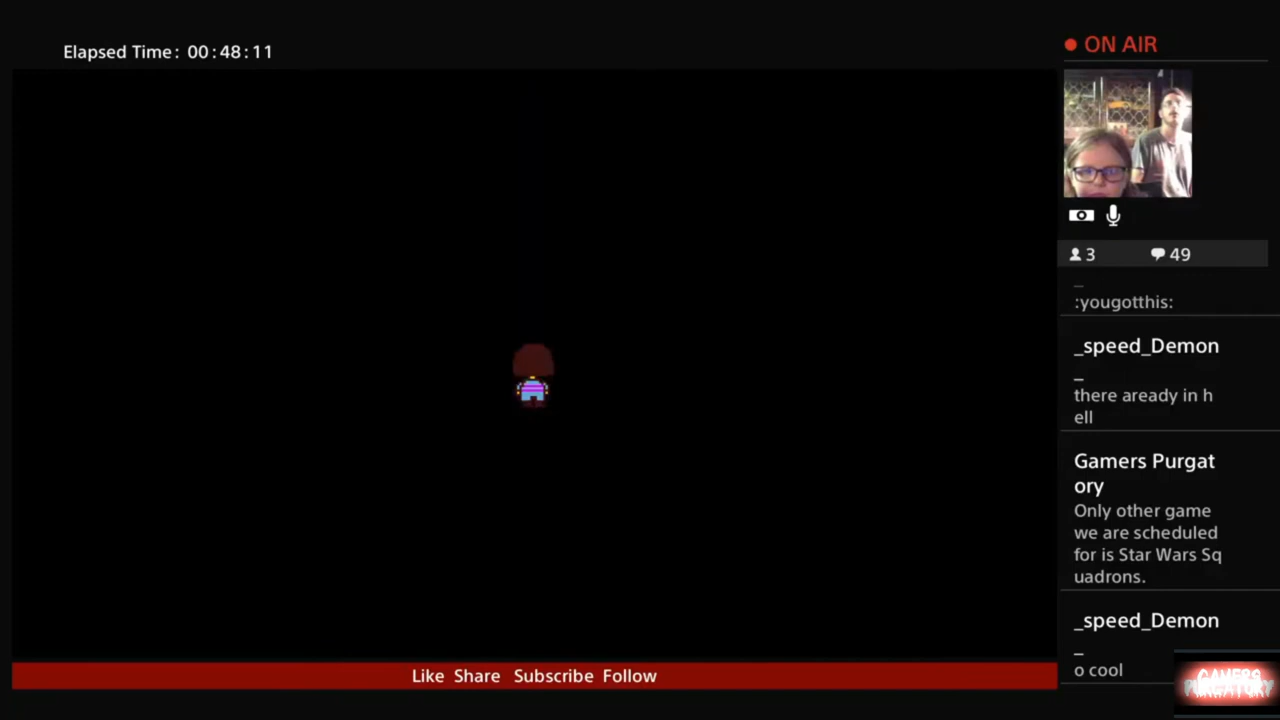 Elapsed Time: 00:48:11
ON AIR
3 49
_
:yougotthis:
_speed_Demon
_
there aready in h
ell
Gamers Purgat
ory
Only other game
we are scheduled
for is Star Wars Sq
uadrons.
_speed_Demon
_
o cool
Like Share Subscribe Follow
GAMERS
PURGATORY